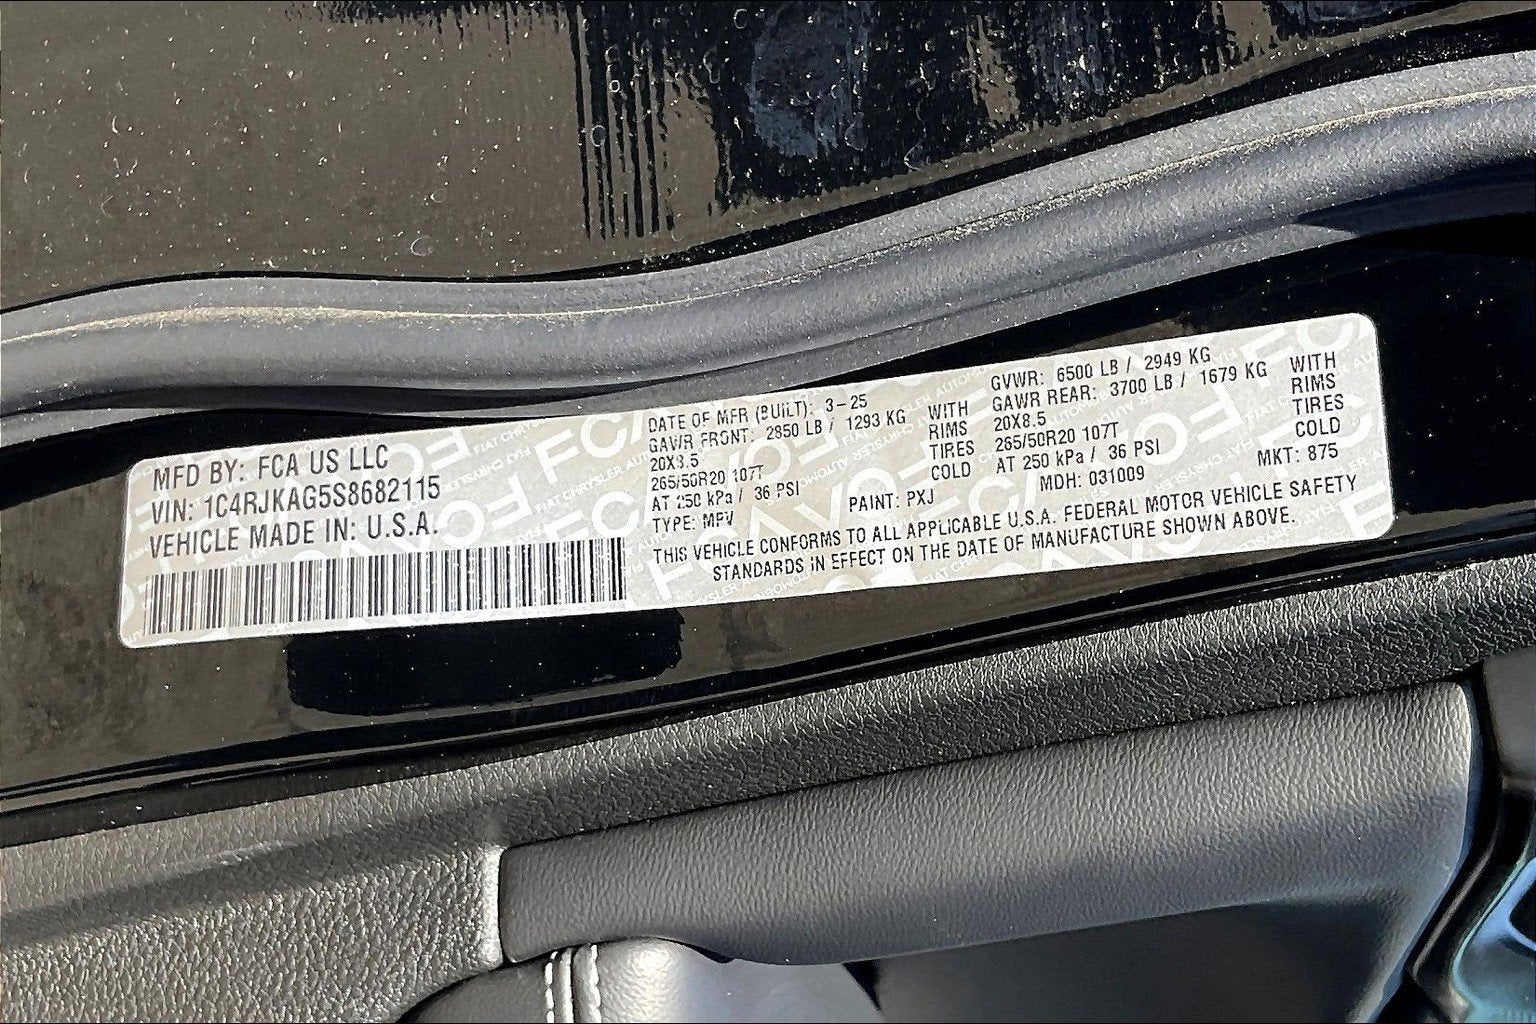 MFD BY: FCA US LLC
VIN: 1C4RJKAG5S8682115
VEHICLE MADE IN: U.S.A.
DATE OF MFR (BUILT): 3-25
GAWR FRONT: 2850 LB / 1293 KG WITH
20X8.5 RIMS
265/50R20 107T TIRES
AT 250 kPa / 36 PSI COLD
TYPE: MPV PAINT: PXJ
GVWR: 6500 LB / 2949 KG
GAWR REAR: 3700 LB / 1679 KG WITH
20X8.5 RIMS
265/50R20 107T TIRES
AT 250 kPa / 36 PSI COLD
MDH: 031009 MKT: 875
THIS VEHICLE CONFORMS TO ALL APPLICABLE U.S.A. FEDERAL MOTOR VEHICLE SAFETY
STANDARDS IN EFFECT ON THE DATE OF MANUFACTURE SHOWN ABOVE.